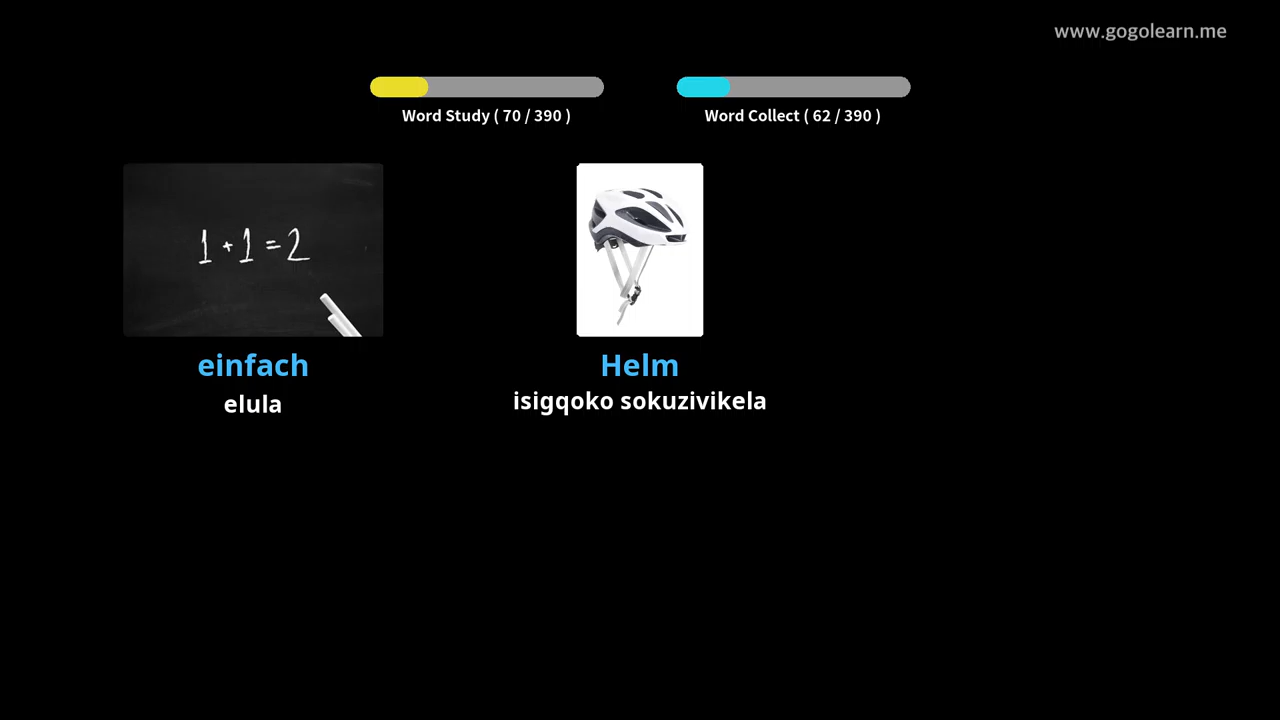 www.gogolearn.me
Word Study ( 70 / 390 )
Word Collect ( 62 / 390 )
1 + 1 = 2
einfach
elula
Helm
isigqoko sokuzivikela